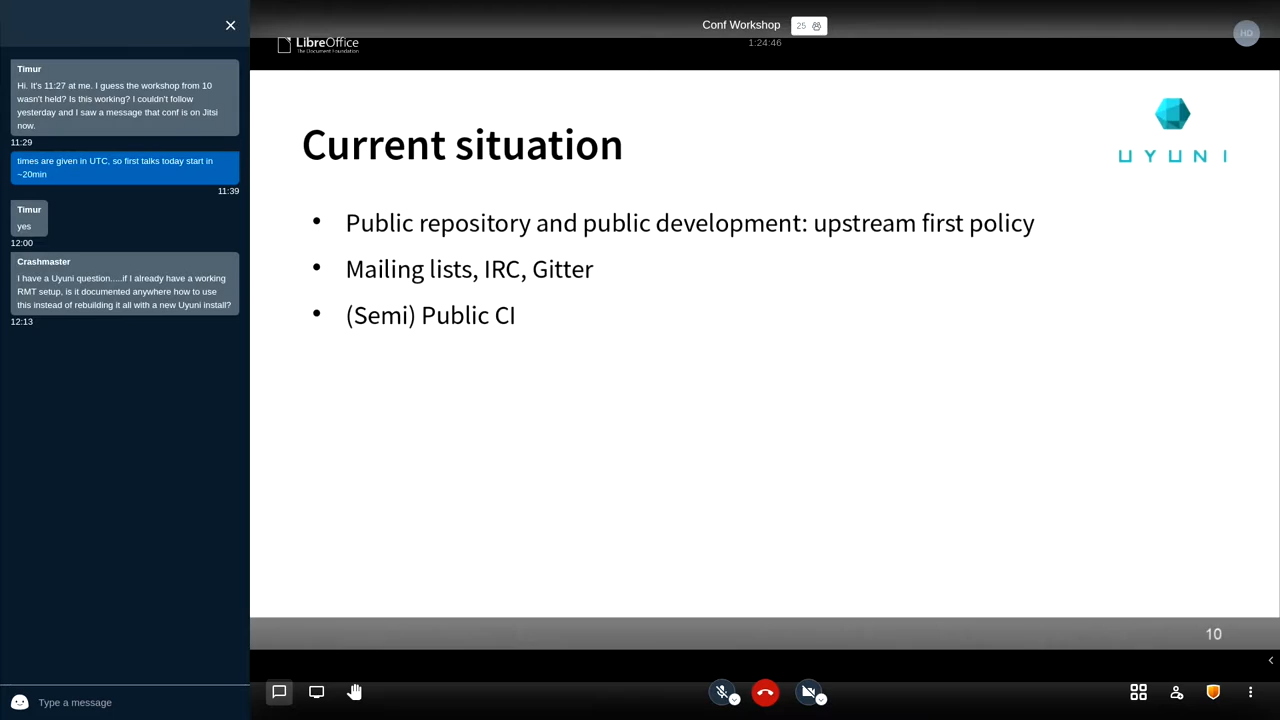 Timur
Hi. It's 11:27 at me. I guess the workshop from 10
wasn't held? Is this working? I couldn't follow
yesterday and I saw a message that conf is on Jitsi
now.
11:29
times are given in UTC, so first talks today start in
~20min
11:39
Timur
yes
12:00
Crashmaster
I have a Uyuni question.....if I already have a working
RMT setup, is it documented anywhere how to use
this instead of rebuilding it all with a new Uyuni install?
12:13
Type a message
Conf Workshop 25
1:24:46
HD
LibreOffice
The Document Foundation
Current situation
UYUNI
• Public repository and public development: upstream first policy
• Mailing lists, IRC, Gitter
• (Semi) Public CI
10